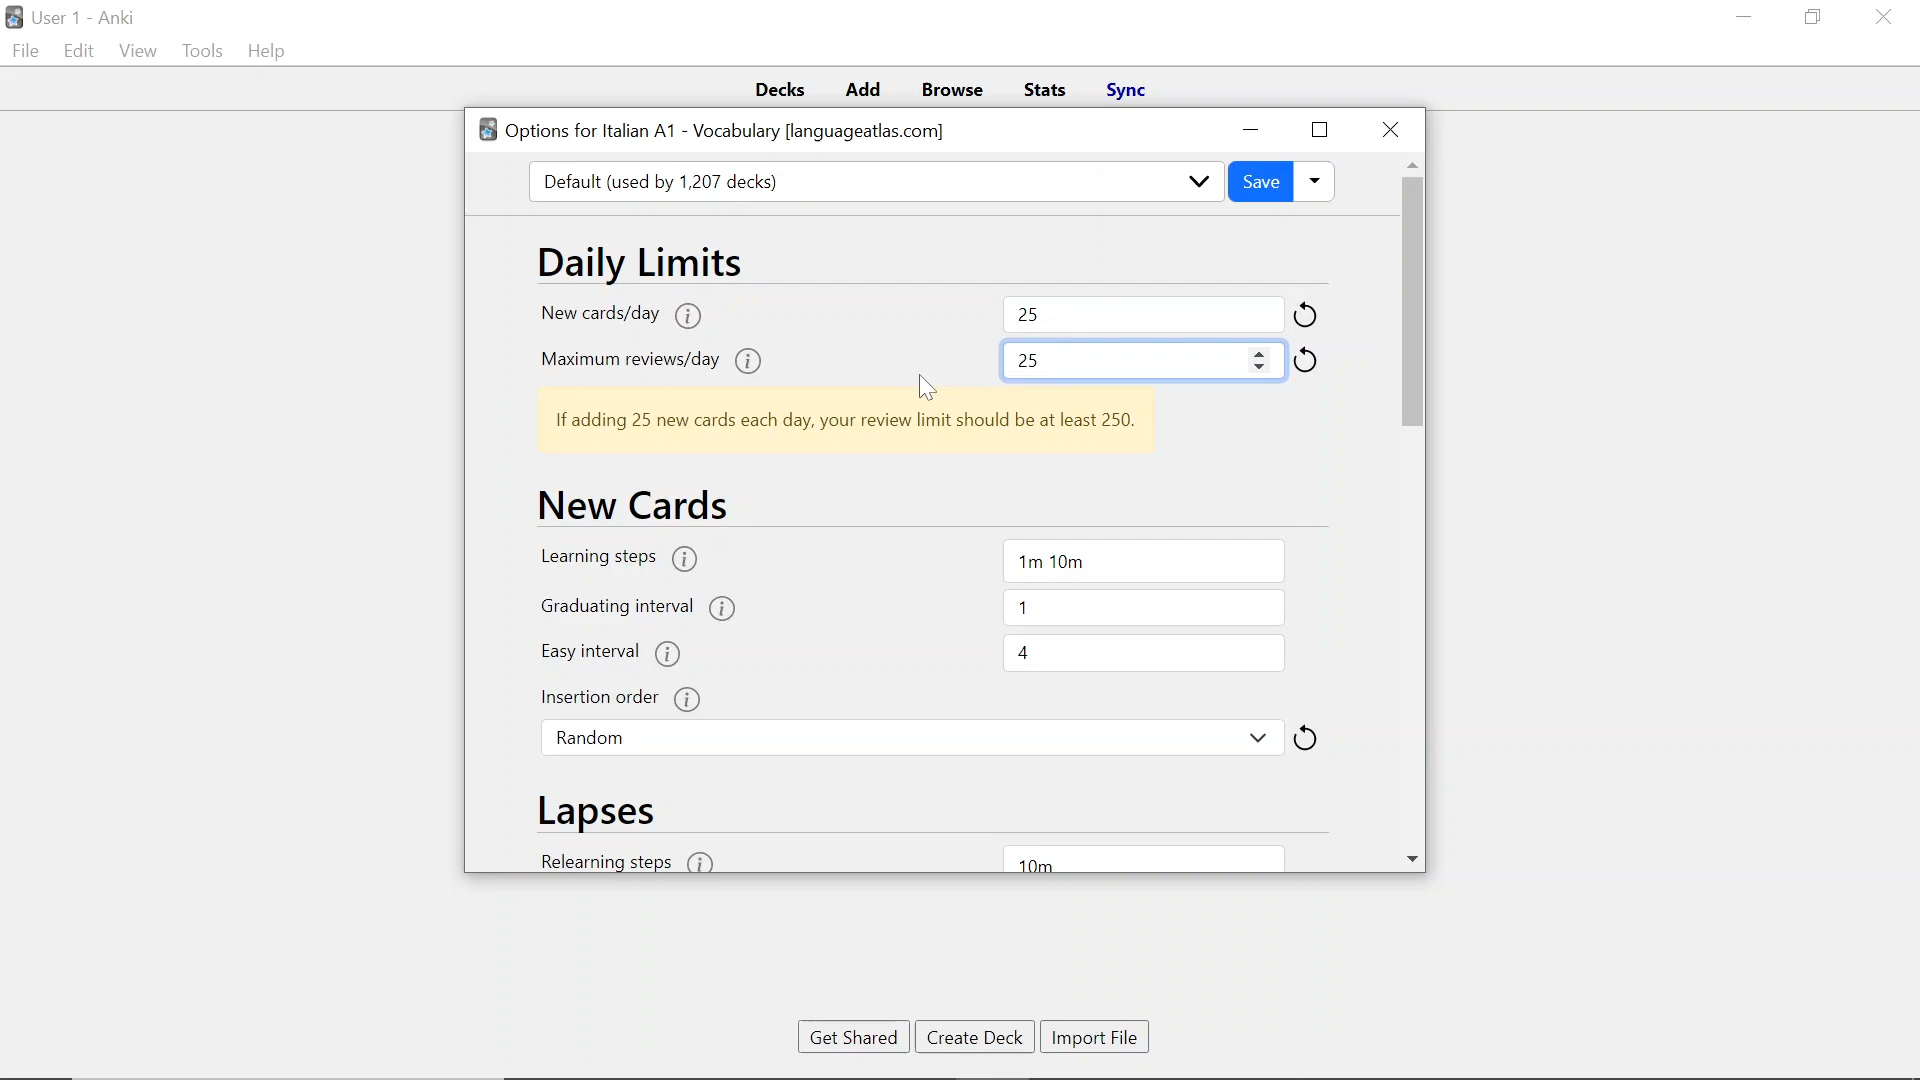 User 1 - Anki
File Edit View Tools Help
Decks Add Browse Stats Sync
Options for Italian A1 - Vocabulary [languageatlas.com]
Default (used by 1,207 decks) Save
Daily Limits
New cards/day 25
Maximum reviews/day 25
If adding 25 new cards each day, your review limit should be at least 250.
New Cards
Learning steps 1m 10m
Graduating interval 1
Easy interval 4
Insertion order
Random
Lapses
Relearning steps 10m
Get Shared Create Deck Import File